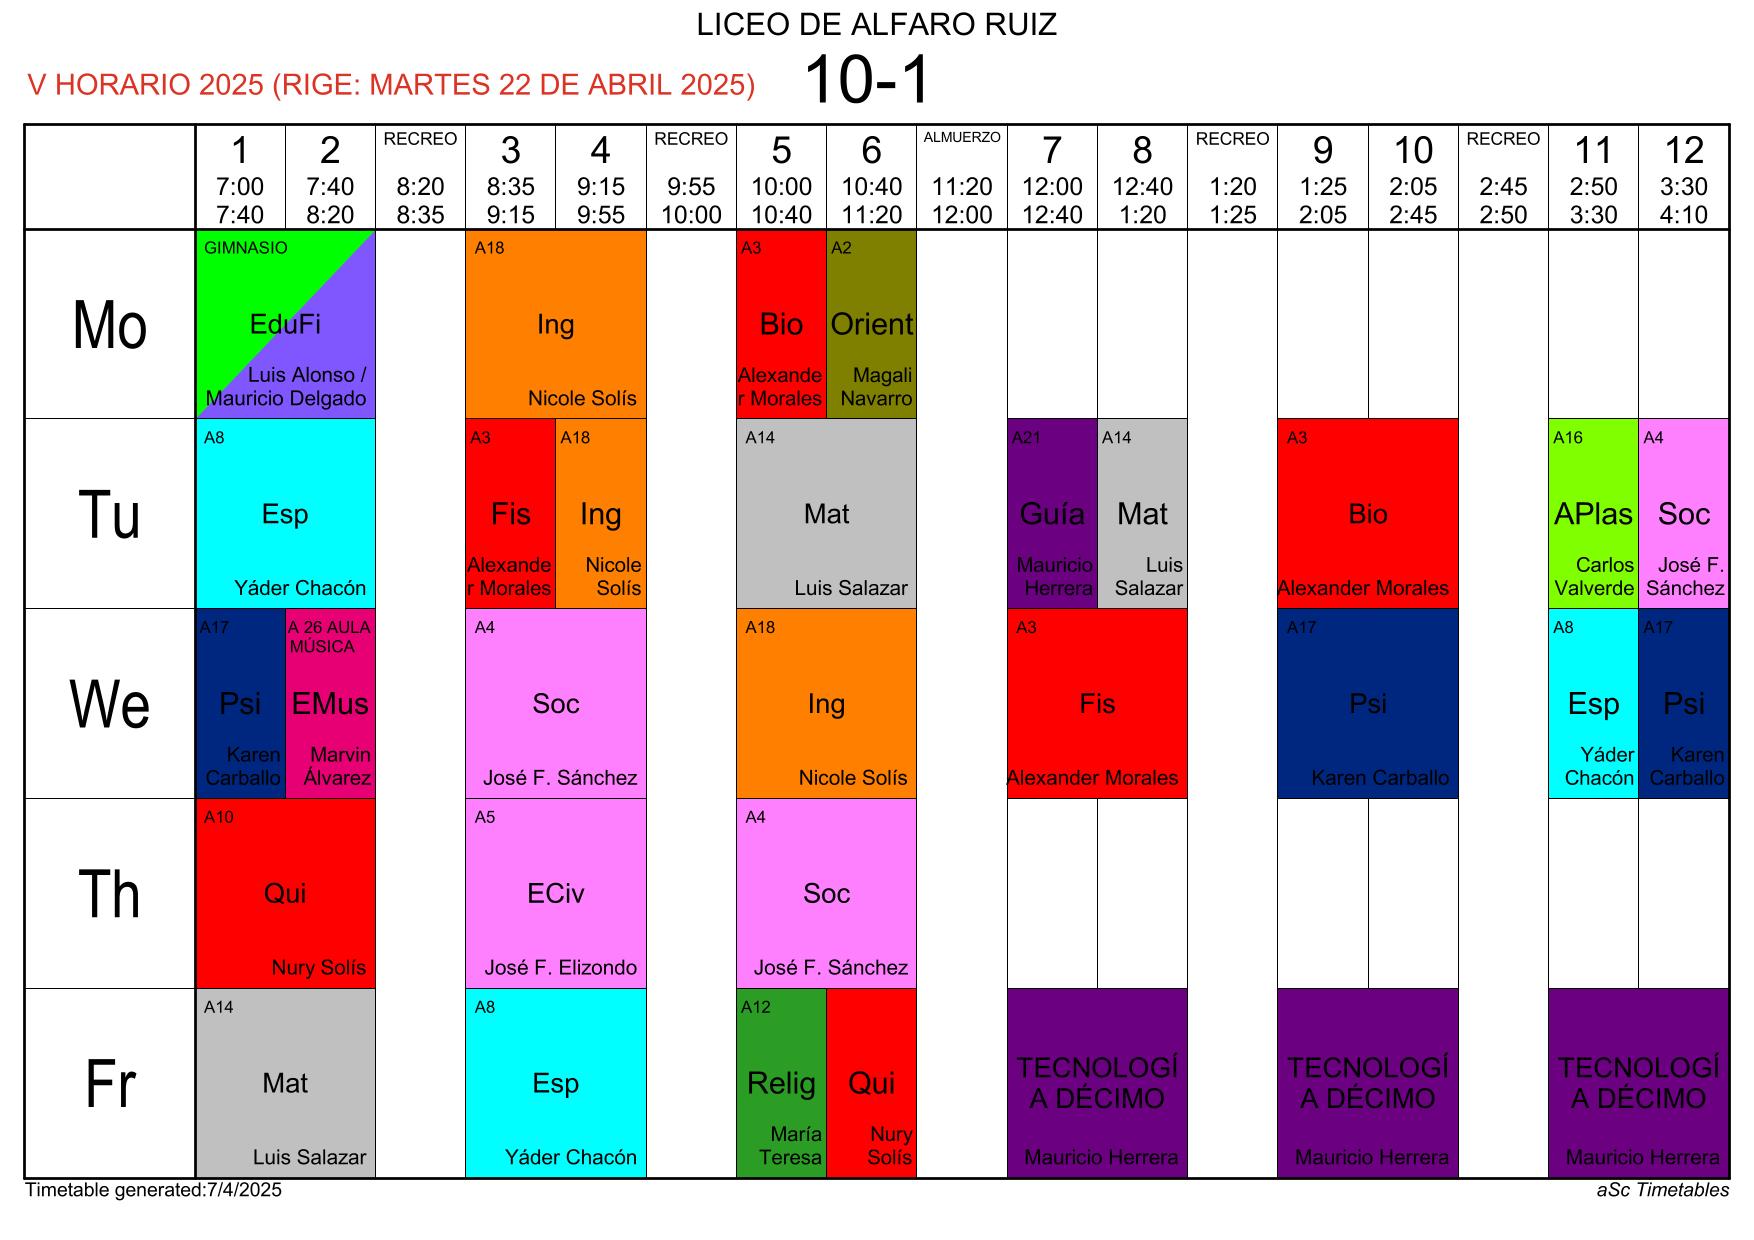 LICEO DE ALFARO RUIZ
V HORARIO 2025 (RIGE: MARTES 22 DE ABRIL 2025)
10-1
1 2 RECREO 3 4 RECREO 5 6 ALMUERZO 7 8 RECREO 9 10 RECREO 11 12
7:00 7:40 8:20 8:35 9:15 9:55 10:00 10:40 11:20 12:00 12:40 1:20 1:25 2:05 2:45 2:50 3:30
7:40 8:20 8:35 9:15 9:55 10:00 10:40 11:20 12:00 12:40 1:20 1:25 2:05 2:45 2:50 3:30 4:10
Mo
GIMNASIO
EduFi
Luis Alonso /
Mauricio Delgado
A18
Ing
Nicole Solís
A3
Bio
Alexande
r Morales
A2
Orient
Magali
Navarro
Tu
A8
Esp
Yáder Chacón
A3
Fis
Alexande
r Morales
A18
Ing
Nicole
Solís
A14
Mat
Luis Salazar
A21
Guía
Mauricio
Herrera
A14
Mat
Luis
Salazar
A3
Bio
Alexander Morales
A16
APlas
Carlos
Valverde
A4
Soc
José F.
Sánchez
We
A17
Psi
Karen
Carballo
A 26 AULA
MÚSICA
EMus
Marvin
Álvarez
A4
Soc
José F. Sánchez
A18
Ing
Nicole Solís
A3
Fis
Alexander Morales
A17
Psi
Karen Carballo
A8
Esp
Yáder
Chacón
A17
Psi
Karen
Carballo
Th
A10
Qui
Nury Solís
A5
ECiv
José F. Elizondo
A4
Soc
José F. Sánchez
Fr
A14
Mat
Luis Salazar
A8
Esp
Yáder Chacón
A12
Relig
María
Teresa
Qui
Nury
Solís
TECNOLOGÍ
A DÉCIMO
Mauricio Herrera
TECNOLOGÍ
A DÉCIMO
Mauricio Herrera
TECNOLOGÍ
A DÉCIMO
Mauricio Herrera
Timetable generated:7/4/2025
aSc Timetables